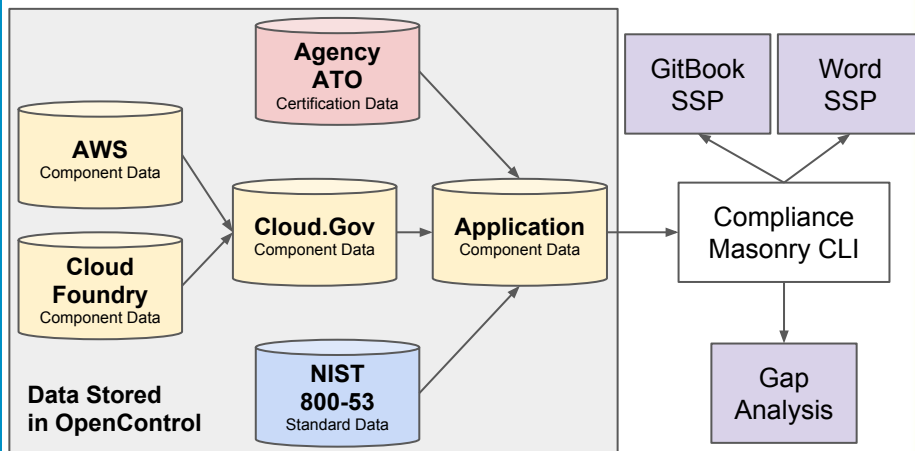 Agency
ATO
Certification Data
GitBook
SSP
Word
SSP
AWS
Component Data
Cloud.Gov
Component Data
Application
Component Data
Compliance
Masonry CLI
Cloud
Foundry
Component Data
NIST
800-53
Standard Data
Gap
Analysis
Data Stored
in OpenControl